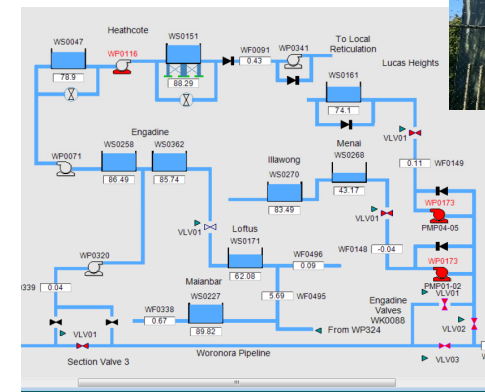 Heathcote
WS0047
WP0116
WS0151
WF0091
WP0341
To Local
Reticulation
WS0161
Lucas Heights
78.9
88.29
0.43
74.1
VLV01
Engadine
WP0071
WS0258
WS0362
86.49
85.74
Menai
WS0268
Illawong
WS0270
43.17
83.49
0.11
WF0149
VLV01
WP0173
PMP04-05
VLV01
Loftus
WS0171
62.08
WF0496
0.09
WF0148
-0.04
WP0173
PMP01-02
VLV01
WP0320
339
0.04
Maianbar
WS0227
WF0338
0.67
89.82
5.69
WF0495
Engadine
Valves
WK0088
VLV02
VLV01
From WP324
Section Valve 3
Woronora Pipeline
VLV03